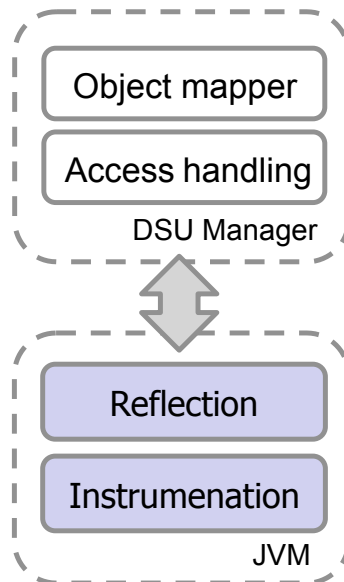 Object mapper
Access handling
DSU Manager
Reflection
Instrumenation
JVM